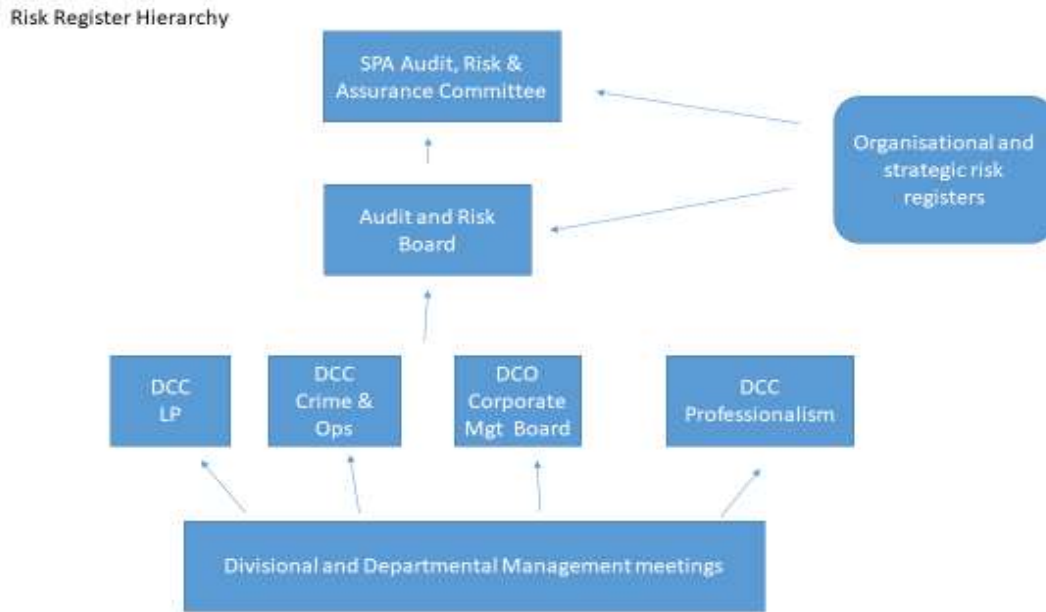 Risk Register Hierarchy
SPA Audit, Risk &
Assurance Committee
Organisational and
strategic risk
registers
Audit and Risk
Board
DCC
LP
DCC
Crime &
Ops
DCO
Corporate
Mgt Board
DCC
Professionalism
Divisional and Departmental Management meetings